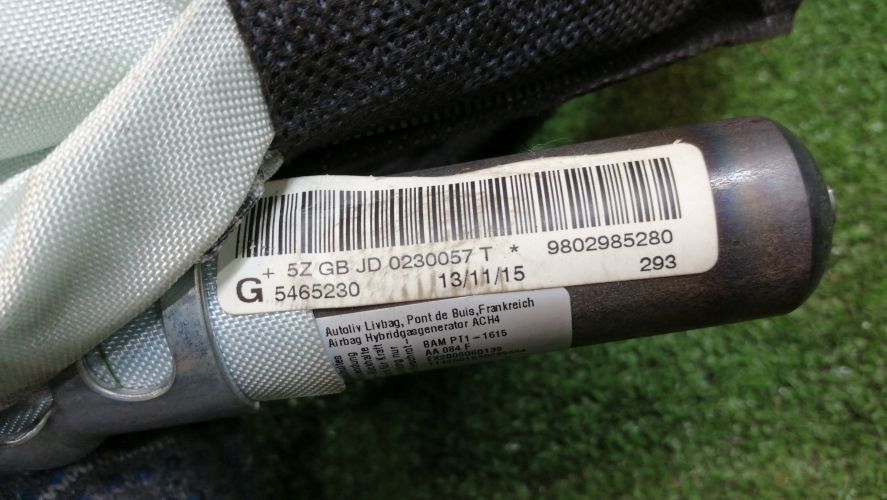 + 5Z GB JD 0230057 T * 9802985280
G 5465230 13/11/15 293
Autoliv Livbag, Pont de Buis,Frankreich
Airbag Hybridgasgenerator ACH4
BAM PT1-1615
AA 084 F